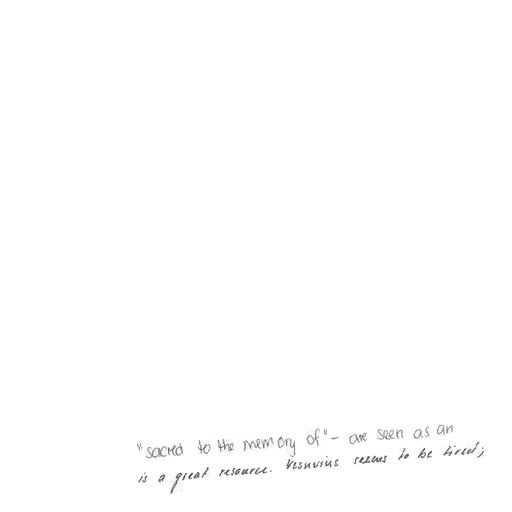 "sacred to the memory of" - are seen as an
is a great resource. Vesuvius seems to be tired;